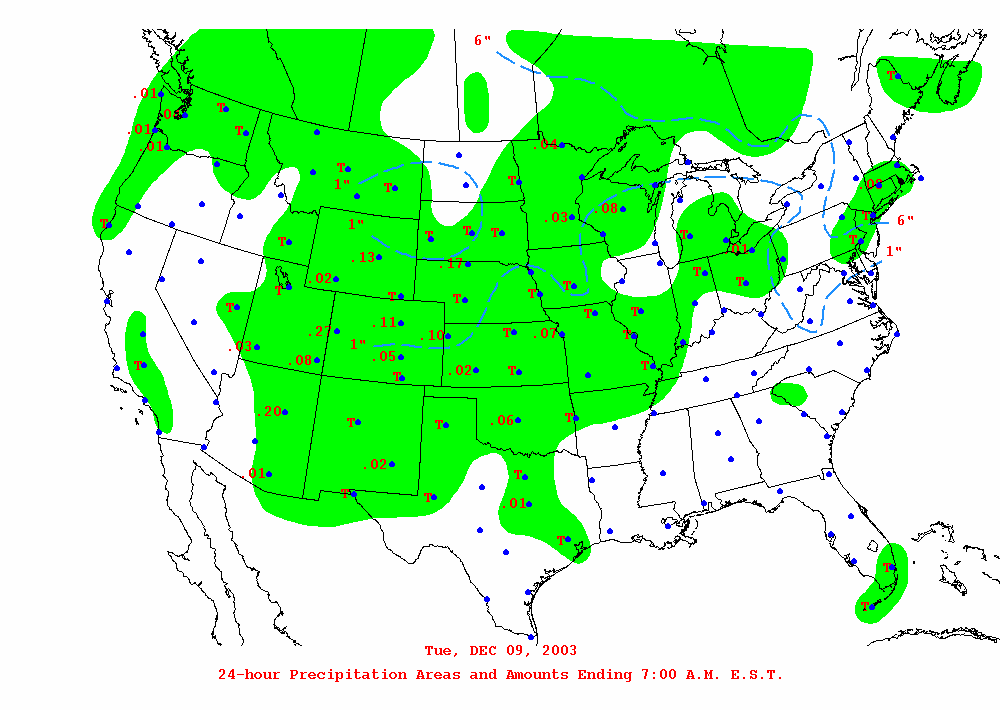 6"
T
.01
T
.01
T
.01
.04
T
T
1"
T
T
.08
.03
T
1"
T
T
T
T
6"
T
T
T
.01
1"
.13
.17
T
.02
T
T
T
T
T
T
T
T
.11
.27
.10
T
.07
T
.03
1"
.08
.05
.02
T
T
T
T
.20
T
T
.06
T
.02
.01
T
T
T
.01
T
T
T
Tue, DEC 09, 2003
24-hour Precipitation Areas and Amounts Ending 7:00 A.M. E.S.T.